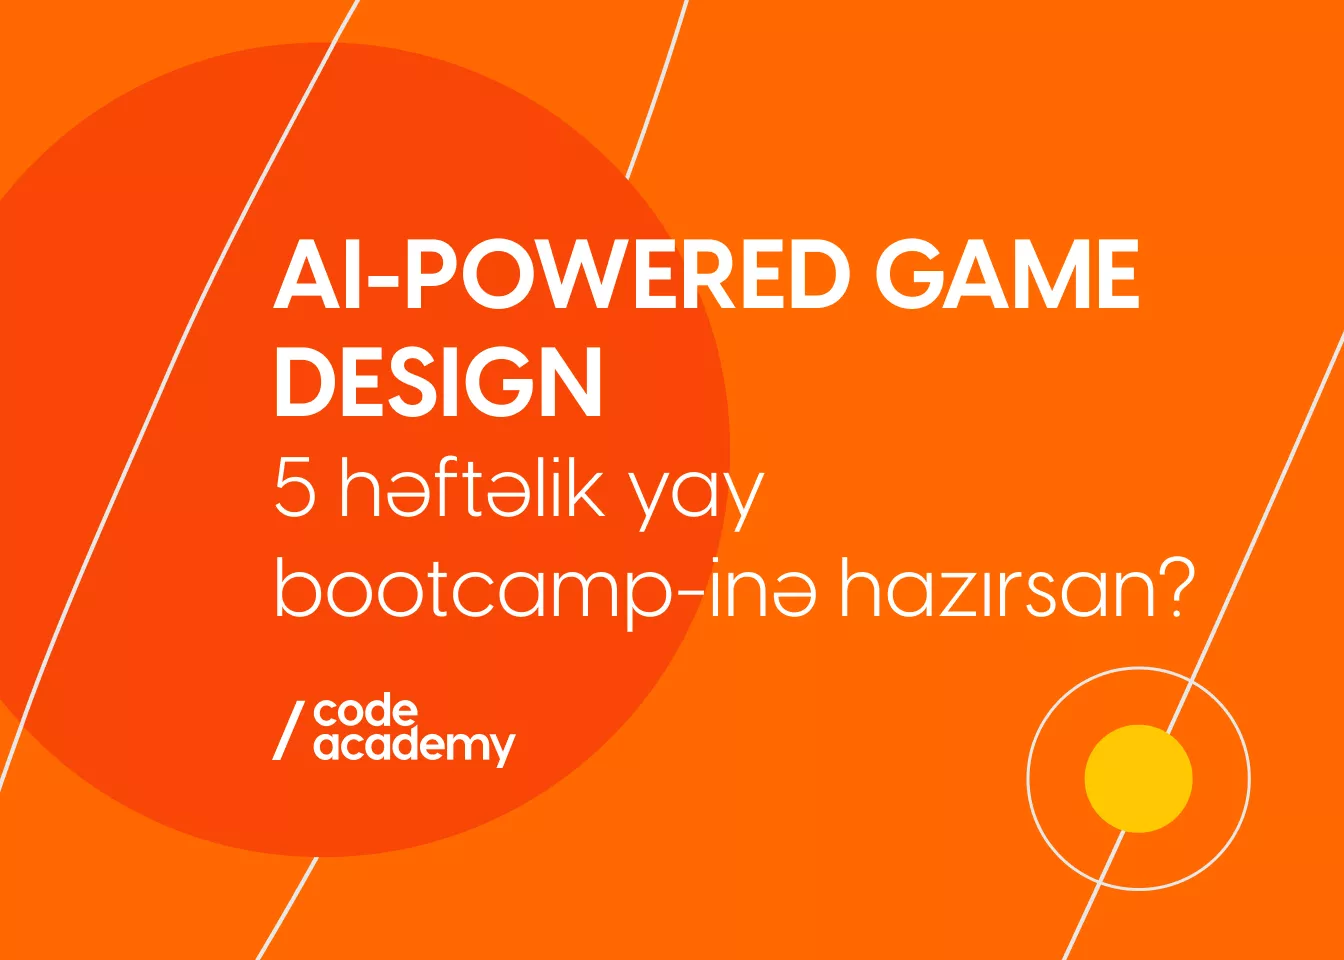 AI-POWERED GAME
DESIGN
5 həftəlik yay
bootcamp-inə hazırsan?
/code
academy